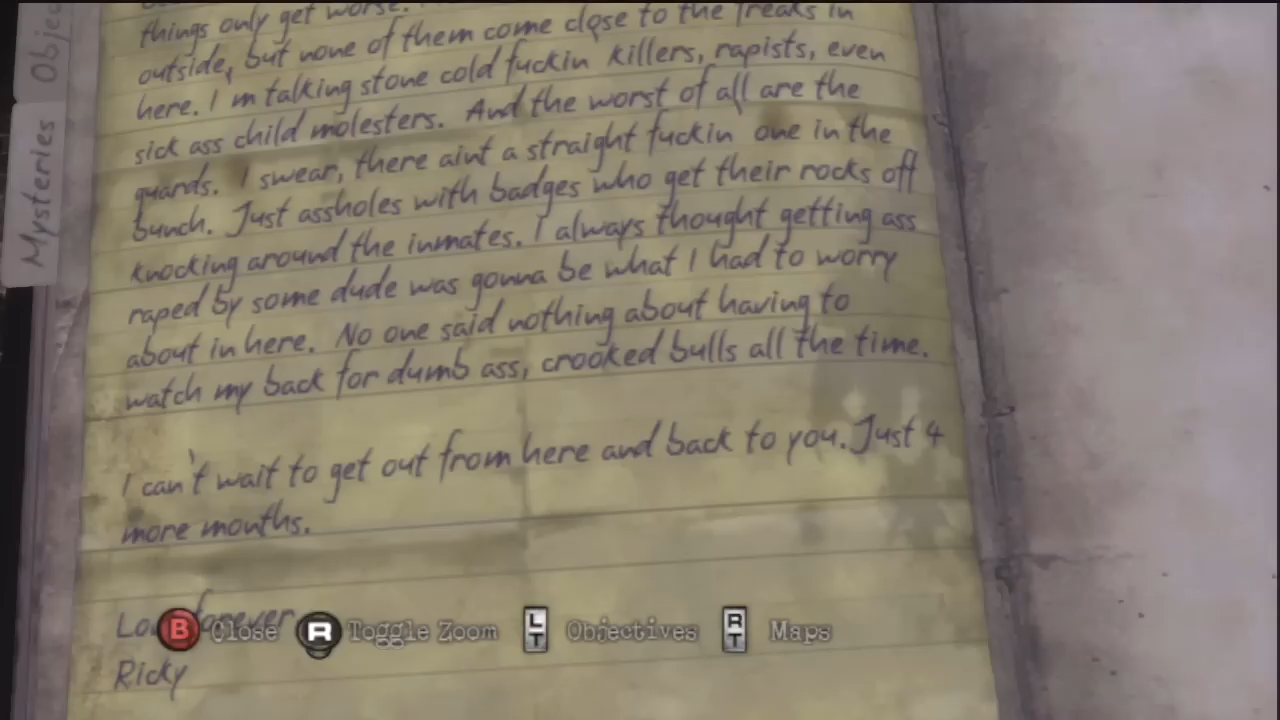 Objec
Mysteries
things only get worse.
outside, but none of them come close to the freaks in
here. I'm talking stone cold fuckin killers, rapists, even
sick ass child molesters. And the worst of all are the
guards. I swear, there aint a straight fuckin one in the
bunch. Just assholes with badges who get their rocks off
knocking around the inmates. I always thought getting ass
raped by some dude was gonna be what I had to worry
about in here. No one said nothing about having to
watch my back for dumb ass, crooked bulls all the time.
I can't wait to get out from here and back to you. Just 4
more months.
Lo forever
Ricky
B Close R Toggle Zoom LT Objectives RT Maps